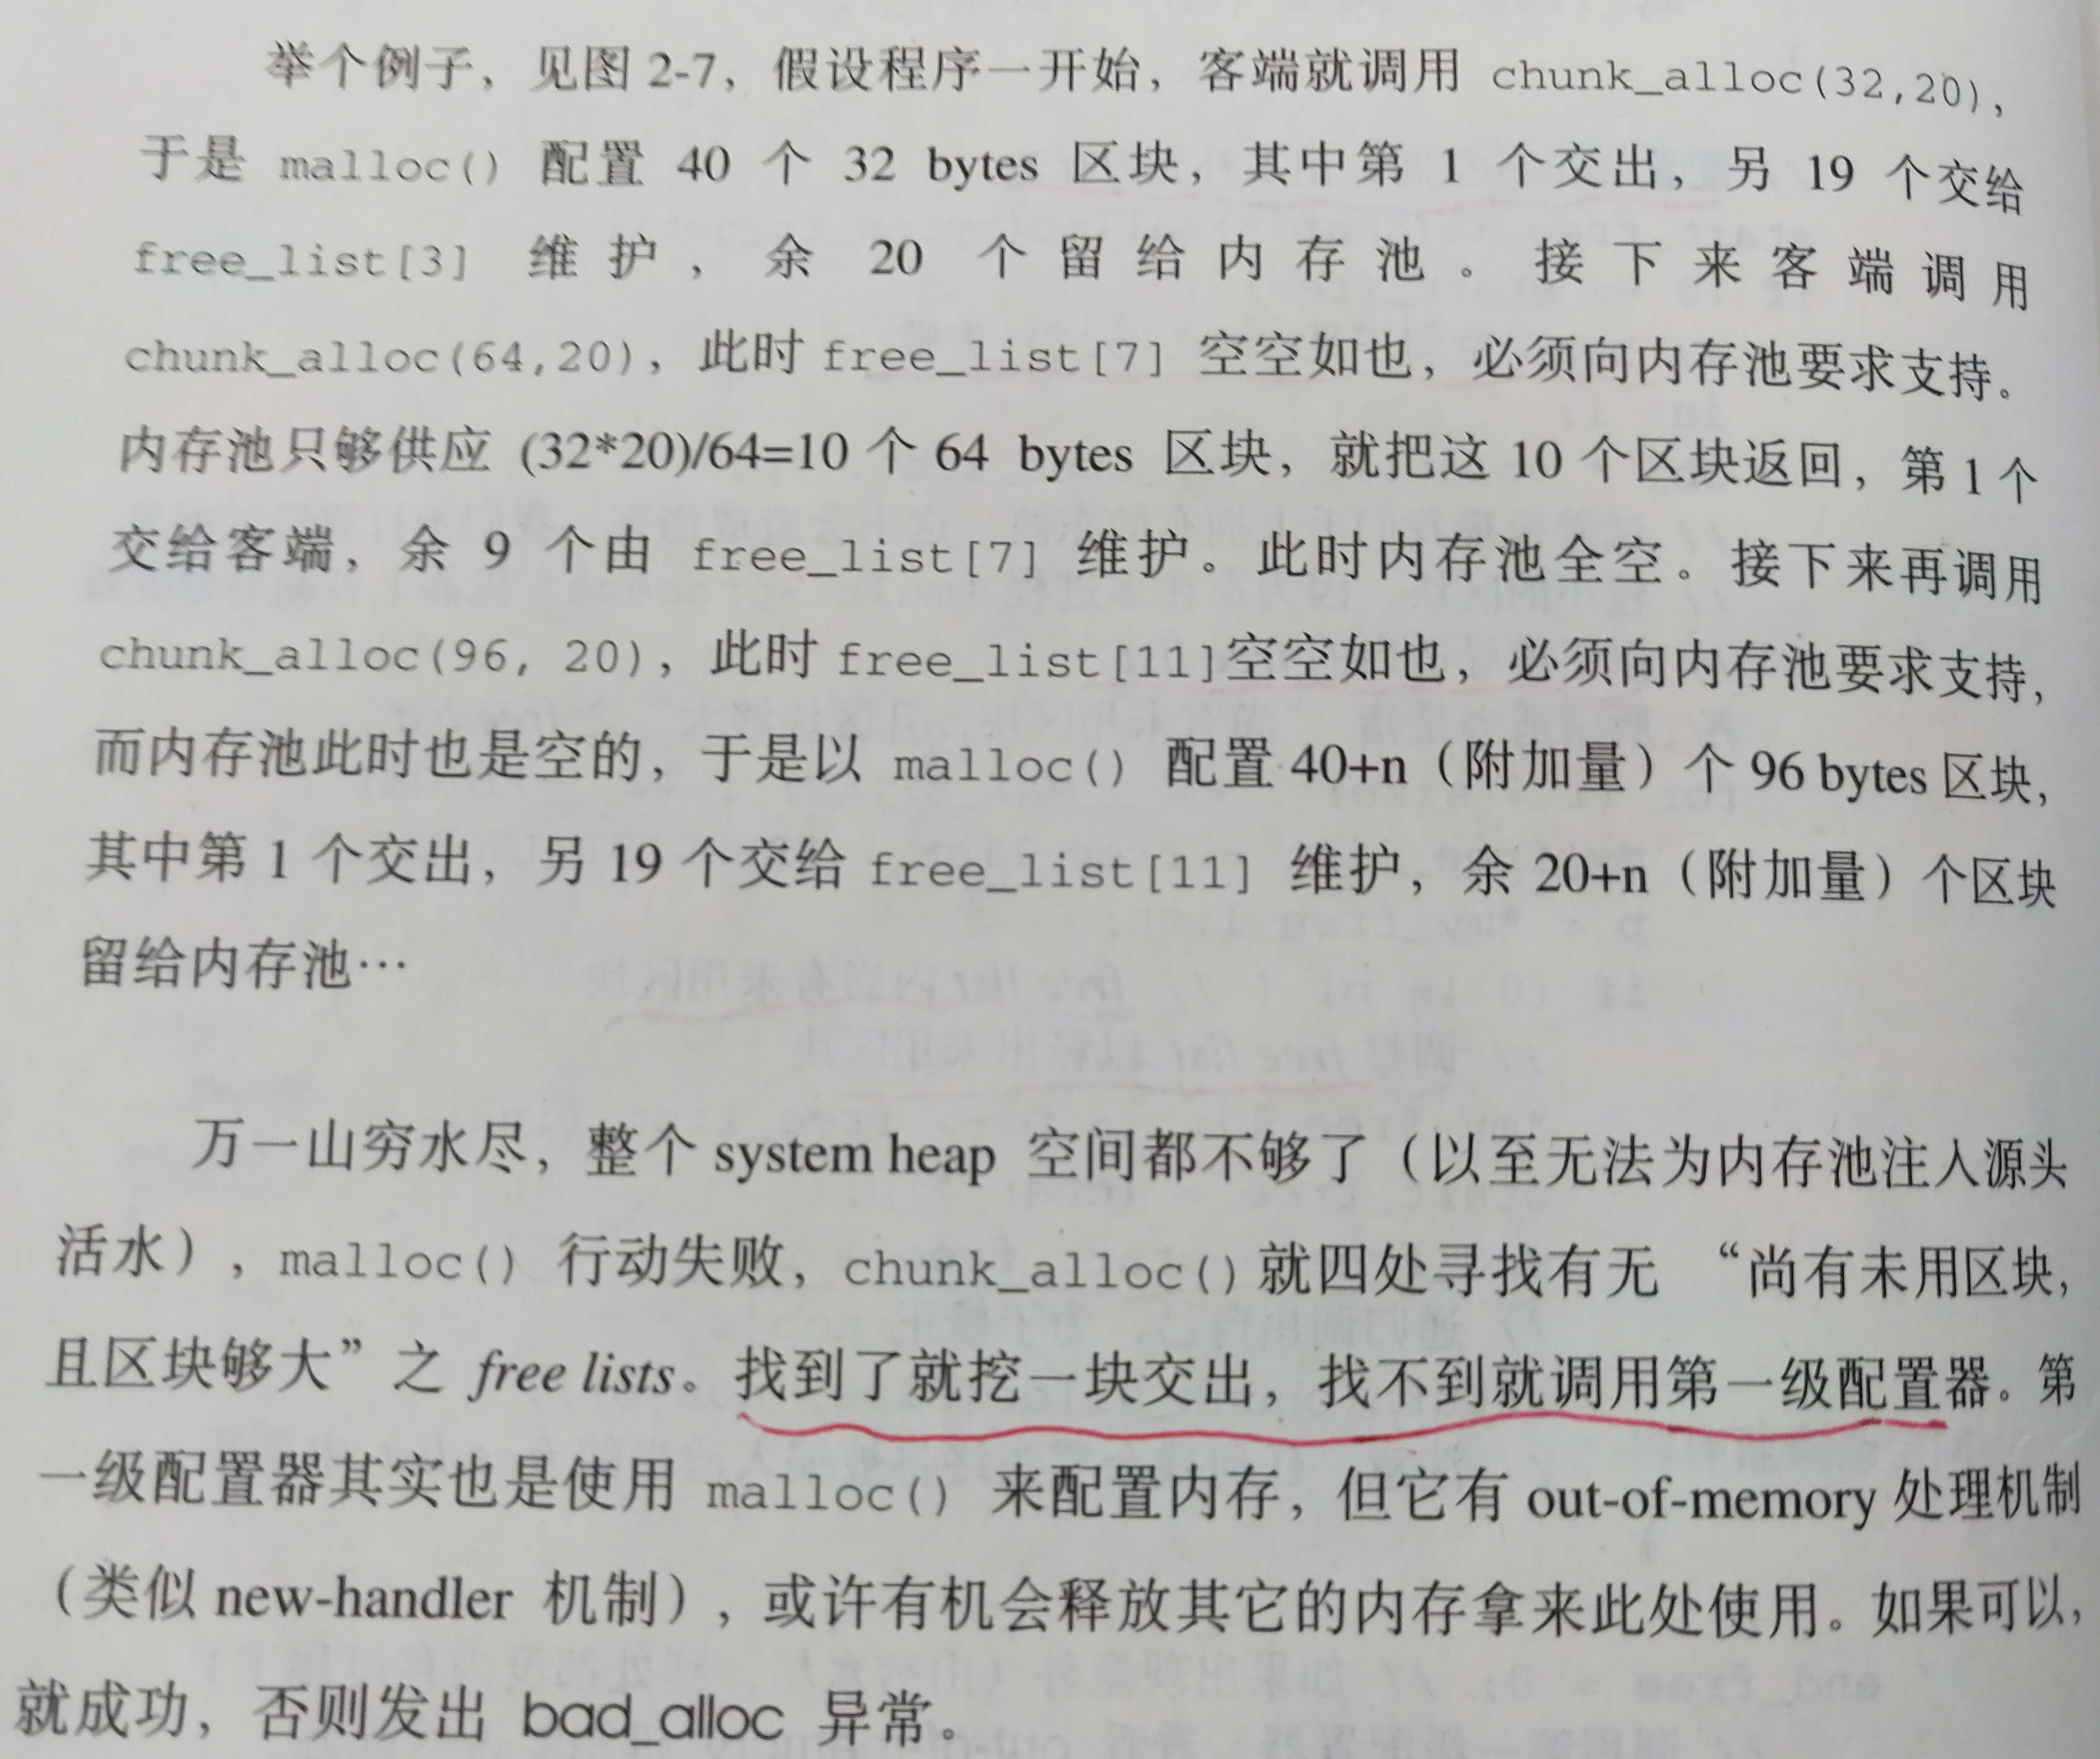 举个例子，见图 2-7，假设程序一开始，客端就调用 chunk_alloc(32,20)，
于是 malloc() 配置 40 个 32 bytes 区块，其中第 1 个交出，另 19 个交给
free_list[3] 维护，余 20 个留给内存池。接下来客端调用
chunk_alloc(64,20)，此时 free_list[7] 空空如也，必须向内存池要求支持。
内存池只够供应 (32*20)/64=10 个 64 bytes 区块，就把这 10 个区块返回，第 1 个
交给客端，余 9 个由 free_list[7] 维护。此时内存池全空。接下来再调用
chunk_alloc(96, 20)，此时 free_list[11]空空如也，必须向内存池要求支持，
而内存池此时也是空的，于是以 malloc() 配置 40+n（附加量）个 96 bytes 区块，
其中第 1 个交出，另 19 个交给 free_list[11] 维护，余 20+n（附加量）个区块
留给内存池…
万一山穷水尽，整个 system heap 空间都不够了（以至无法为内存池注入源头
活水），malloc() 行动失败，chunk_alloc()就四处寻找有无 “尚有未用区块，
且区块够大” 之 free lists。找到了就挖一块交出，找不到就调用第一级配置器。第
一级配置器其实也是使用 malloc() 来配置内存，但它有 out-of-memory 处理机制
（类似 new-handler 机制），或许有机会释放其它的内存拿来此处使用。如果可以，
就成功，否则发出 bad_alloc 异常。